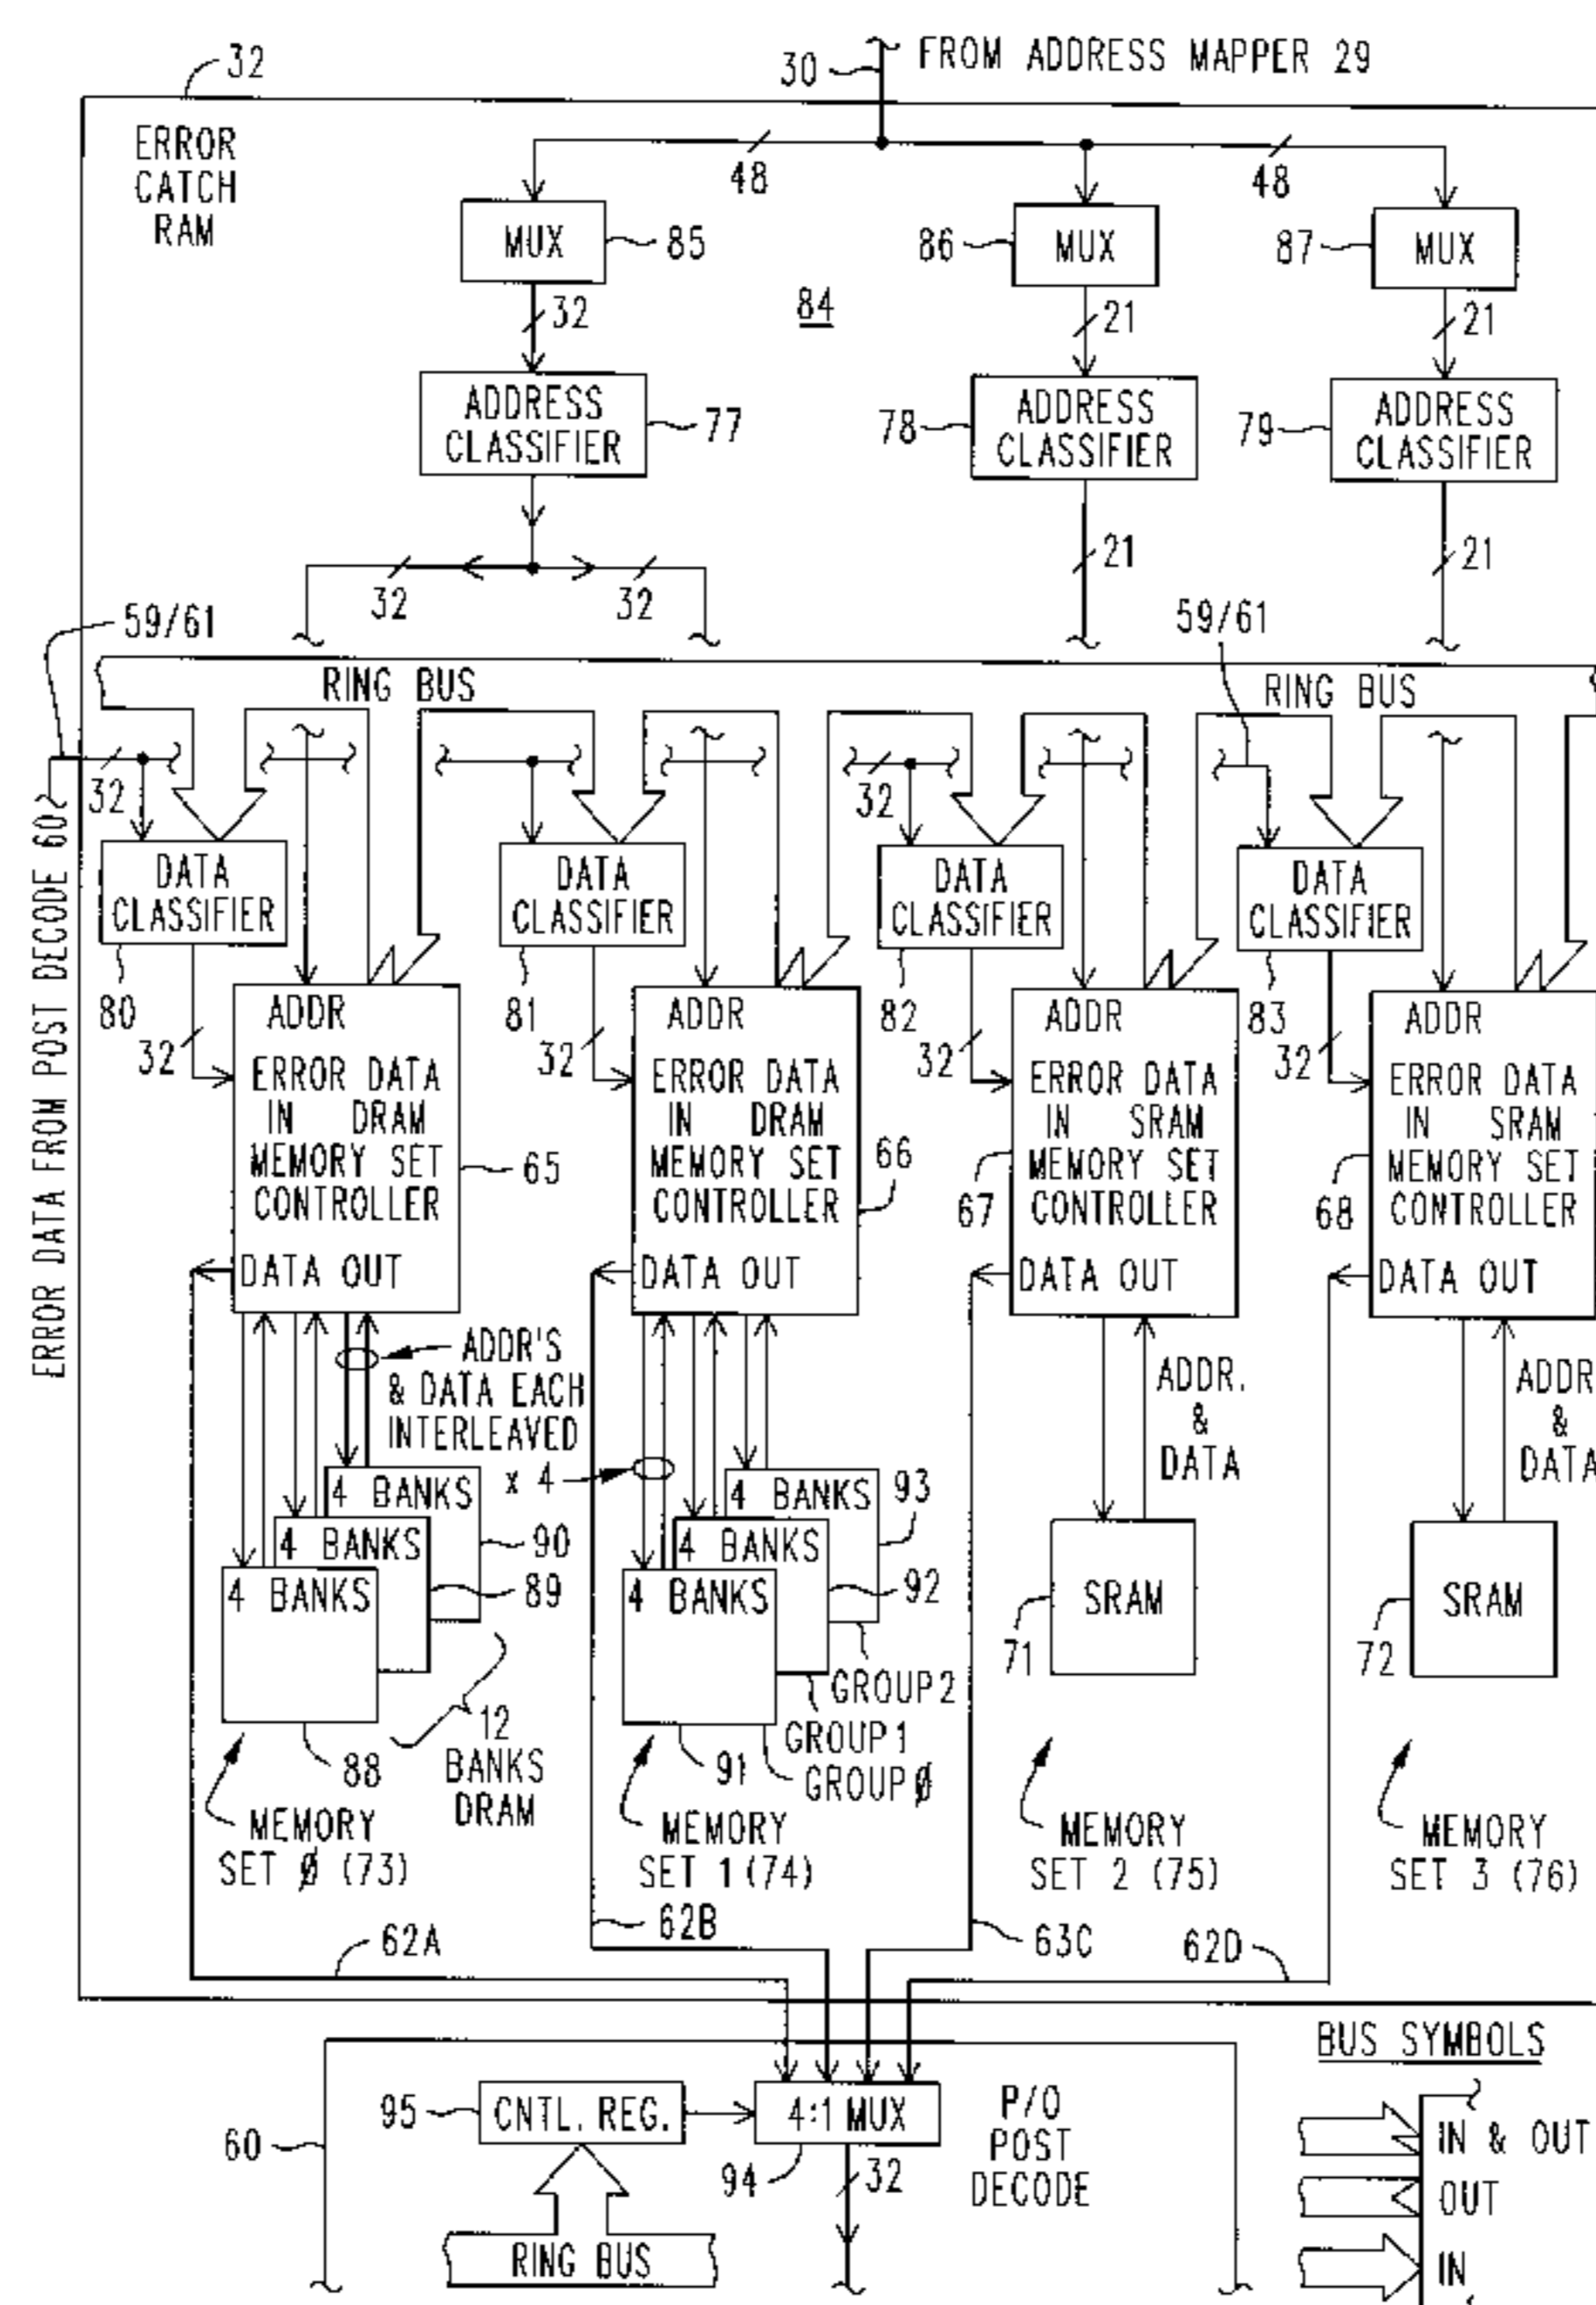 32
30
FROM ADDRESS MAPPER 29
ERROR
CATCH
RAM
48
48
MUX
85
86
MUX
87
MUX
32
84
21
21
ADDRESS
CLASSIFIER
77
78
ADDRESS
CLASSIFIER
79
ADDRESS
CLASSIFIER
32
32
21
21
59/61
59/61
RING BUS
RING BUS
32
32
ERROR DATA FROM POST DECODE 60
DATA
CLASSIFIER
DATA
CLASSIFIER
DATA
CLASSIFIER
DATA
CLASSIFIER
80
81
82
83
32
32
32
32
ADDR
ERROR DATA
IN DRAM
MEMORY SET
CONTROLLER
DATA OUT
65
ADDR
ERROR DATA
IN DRAM
MEMORY SET
CONTROLLER
DATA OUT
66
ADDR
ERROR DATA
IN SRAM
MEMORY SET
CONTROLLER
DATA OUT
67
ADDR
ERROR DATA
IN SRAM
MEMORY SET
CONTROLLER
DATA OUT
68
ADDR'S
& DATA EACH
INTERLEAVED
x 4
ADDR.
&
DATA
ADDR
&
DATA
4 BANKS
4 BANKS
4 BANKS
90
89
88
12
BANKS
DRAM
4 BANKS
4 BANKS
4 BANKS
93
92
91
GROUP 2
GROUP 1
GROUP Ø
SRAM
71
SRAM
72
MEMORY
SET Ø (73)
MEMORY
SET 1 (74)
MEMORY
SET 2 (75)
MEMORY
SET 3 (76)
62A
62B
63C
62D
BUS SYMBOLS
95
CNTL. REG.
4:1 MUX
P/O
POST
DECODE
60
94
32
RING BUS
IN & OUT
OUT
IN